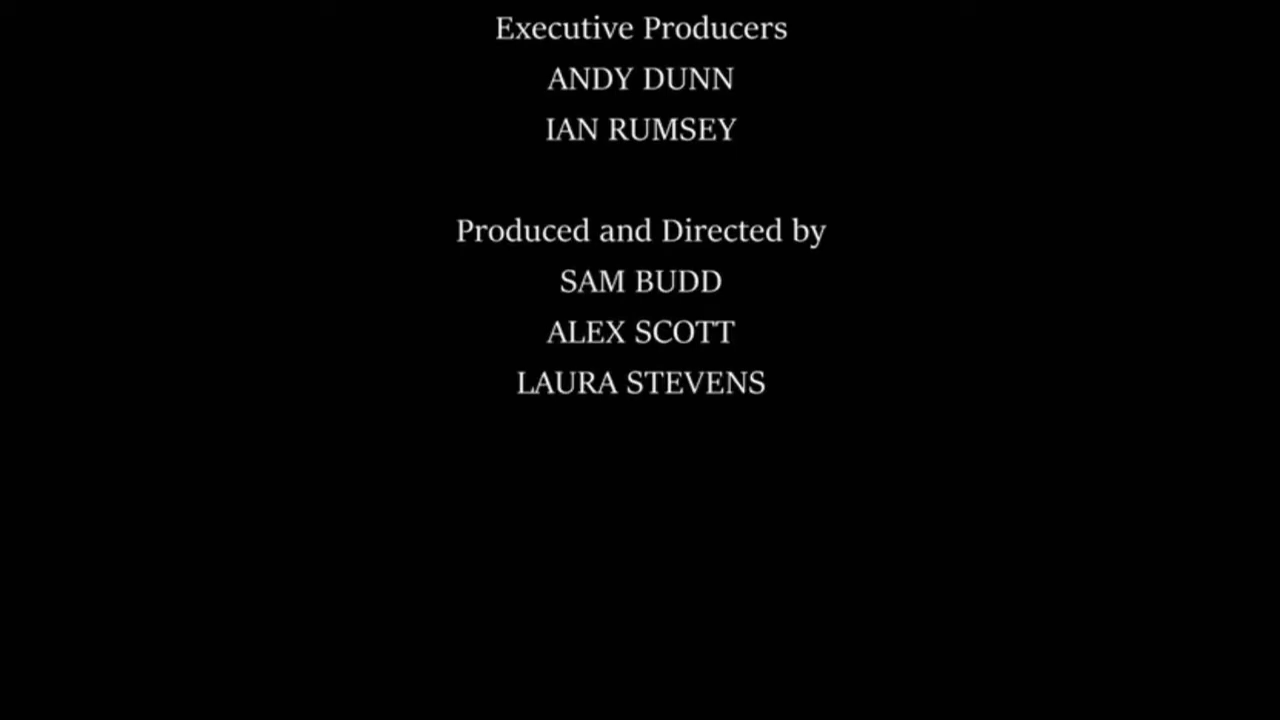 Executive Producers
ANDY DUNN
IAN RUMSEY
Produced and Directed by
SAM BUDD
ALEX SCOTT
LAURA STEVENS